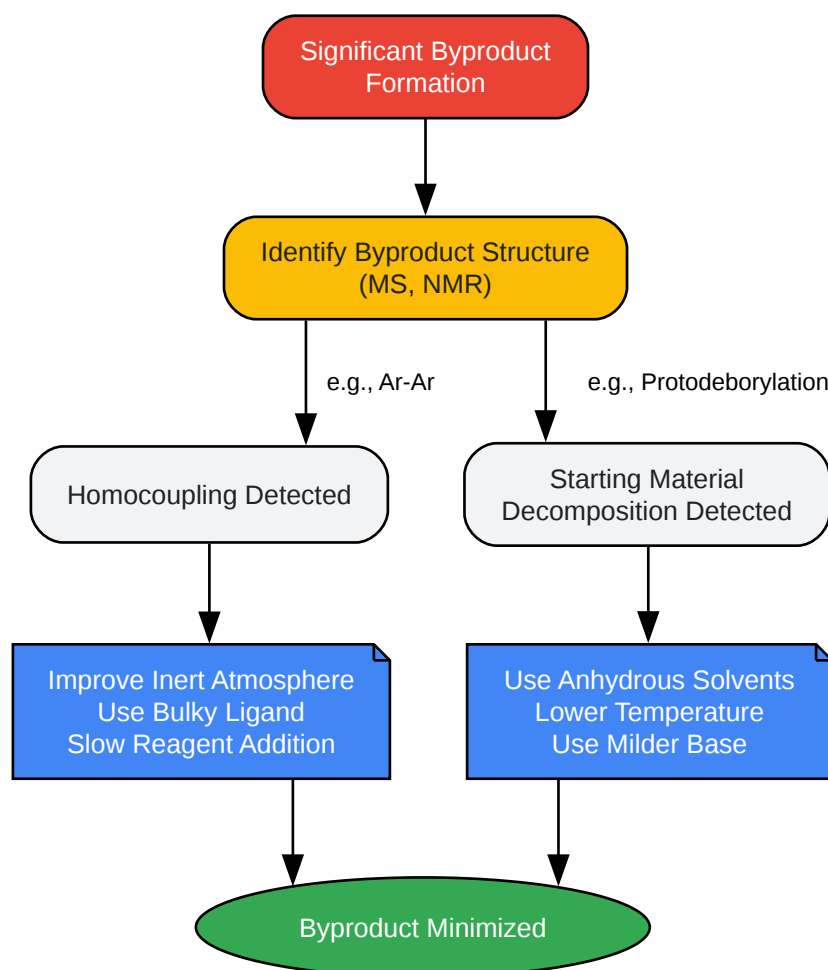 Significant Byproduct
Formation
Identify Byproduct Structure
(MS, NMR)
e.g., Ar-Ar
e.g., Protodeborylation
Homocoupling Detected
Starting Material
Decomposition Detected
Improve Inert Atmosphere
Use Bulky Ligand
Slow Reagent Addition
Use Anhydrous Solvents
Lower Temperature
Use Milder Base
Byproduct Minimized